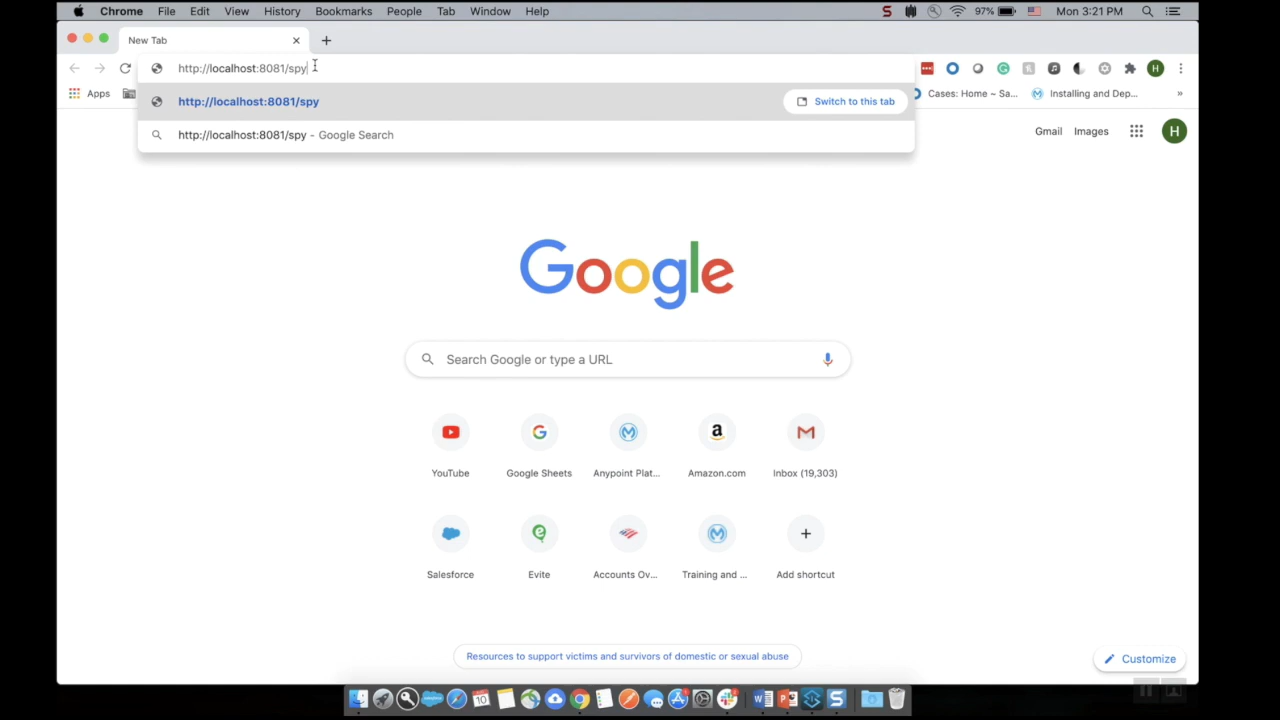 Chrome File Edit View History Bookmarks People Tab Window Help 97% Mon 3:21 PM
New Tab
http://localhost:8081/spy
http://localhost:8081/spy Switch to this tab
http://localhost:8081/spy - Google Search
Apps Cases: Home ~ Sa... Installing and Dep... »
Gmail Images H
Google
Search Google or type a URL
YouTube Google Sheets Anypoint Plat... Amazon.com Inbox (19,303)
Salesforce Evite Accounts Ov... Training and ... Add shortcut
Resources to support victims and survivors of domestic or sexual abuse
Customize